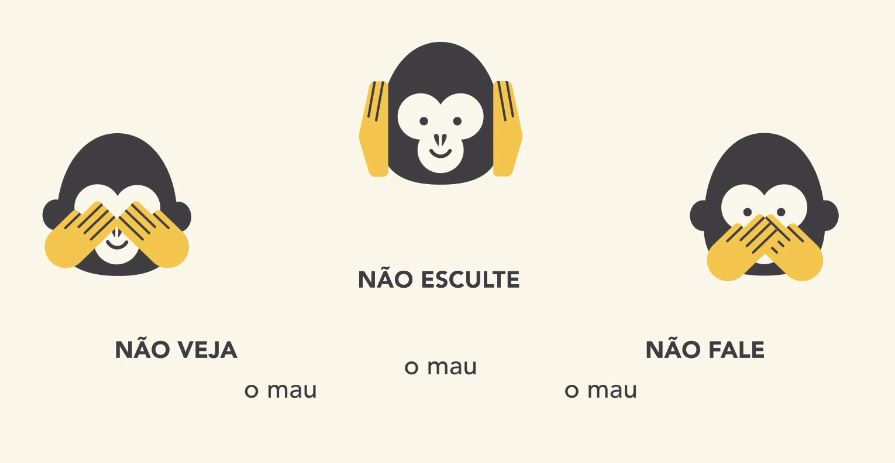 NÃO VEJA
o mau
NÃO ESCULTE
o mau
NÃO FALE
o mau